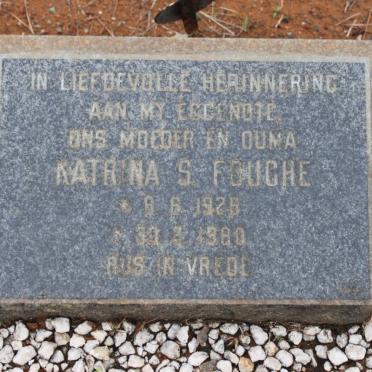 IN LIEFDEVOLLE HERINNERING
AAN MY EGGENOTE,
ONS MOEDER EN OUMA
KATRINA S. FOUCHE
* 8.6.1928
† 30.3.1980
RUS IN VREDE